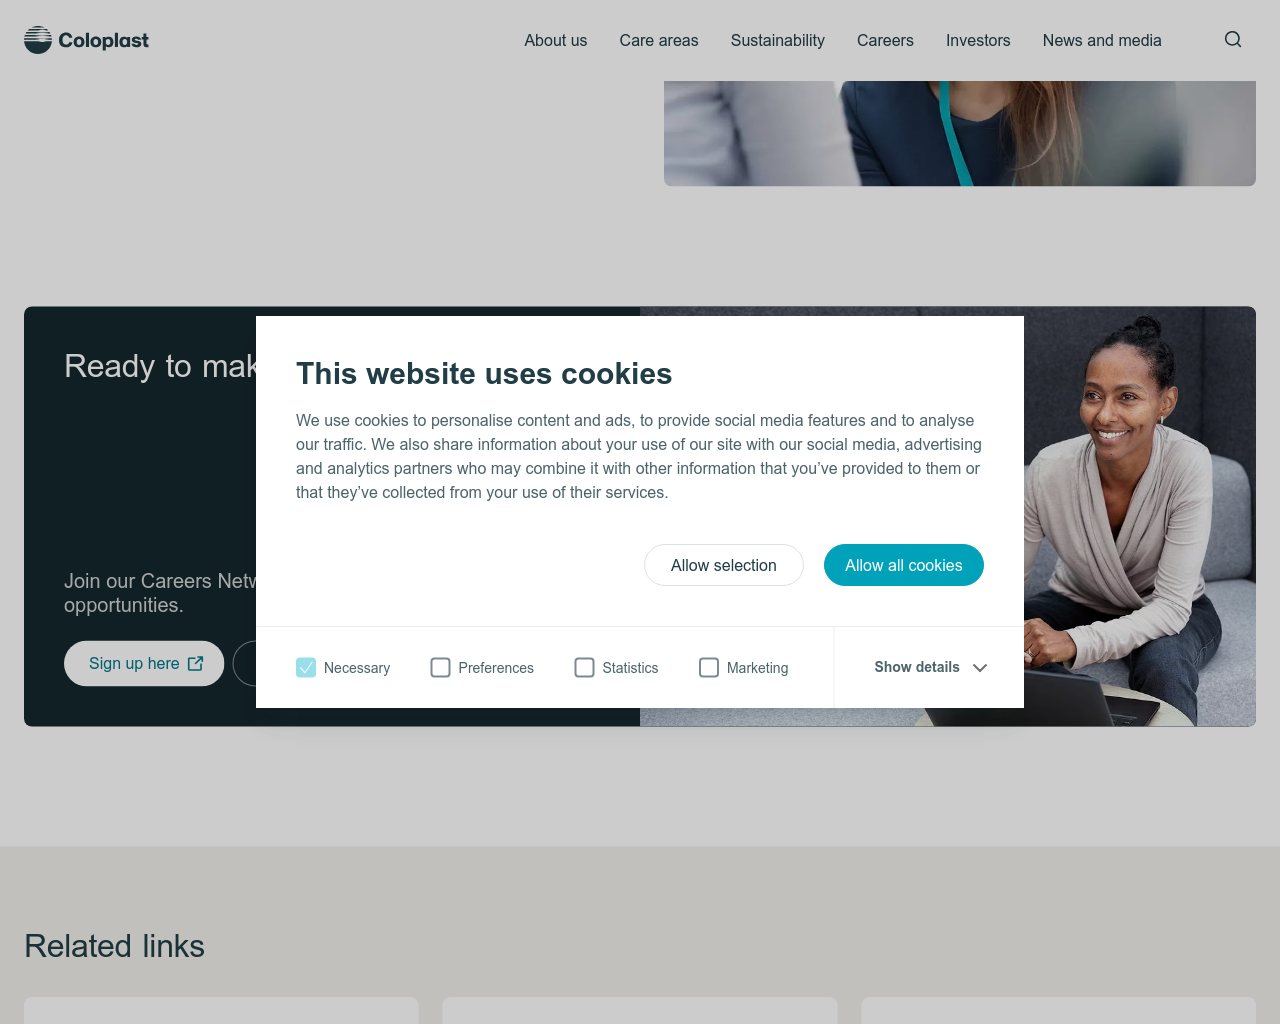 Coloplast
About us
Care areas
Sustainability
Careers
Investors
News and media
Ready to mak
This website uses cookies
We use cookies to personalise content and ads, to provide social media features and to analyse
our traffic. We also share information about your use of our site with our social media, advertising
and analytics partners who may combine it with other information that you’ve provided to them or
that they’ve collected from your use of their services.
Allow selection
Allow all cookies
Join our Careers Netw
opportunities.
Sign up here
Necessary
Preferences
Statistics
Marketing
Show details
Related links